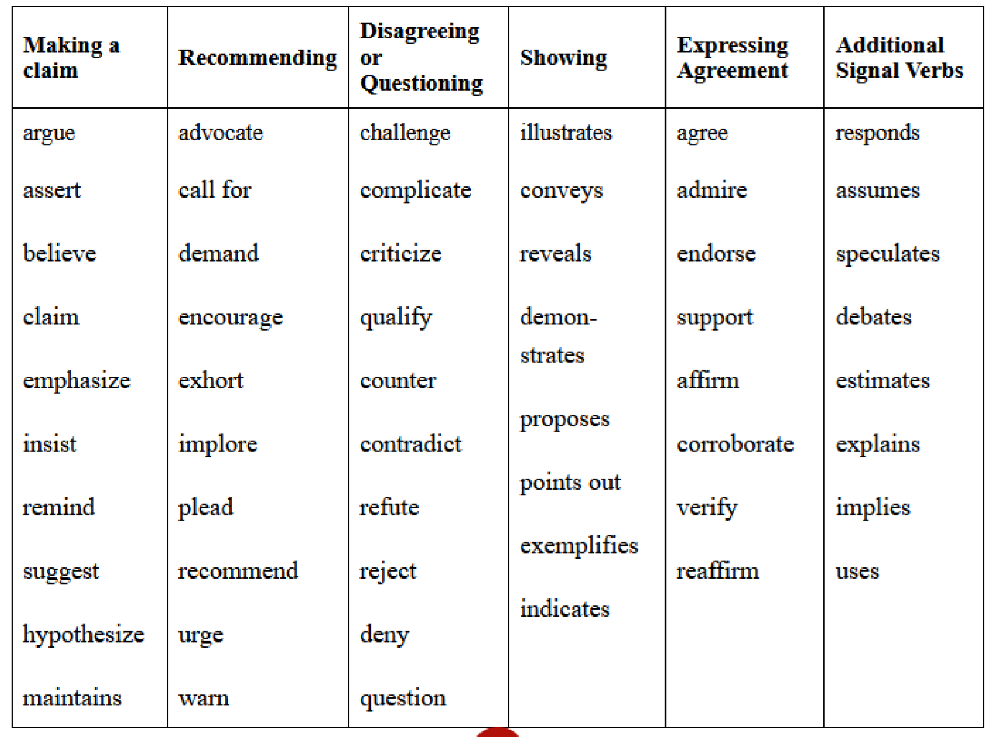 Making a
claim
Recommending
Disagreeing
or
Questioning
Showing
Expressing
Agreement
Additional
Signal Verbs
argue
assert
believe
claim
emphasize
insist
remind
suggest
hypothesize
maintains
advocate
call for
demand
encourage
exhort
implore
plead
recommend
urge
warn
challenge
complicate
criticize
qualify
counter
contradict
refute
reject
deny
question
illustrates
conveys
reveals
demon-
strates
proposes
points out
exemplifies
indicates
agree
admire
endorse
support
affirm
corroborate
verify
reaffirm
responds
assumes
speculates
debates
estimates
explains
implies
uses